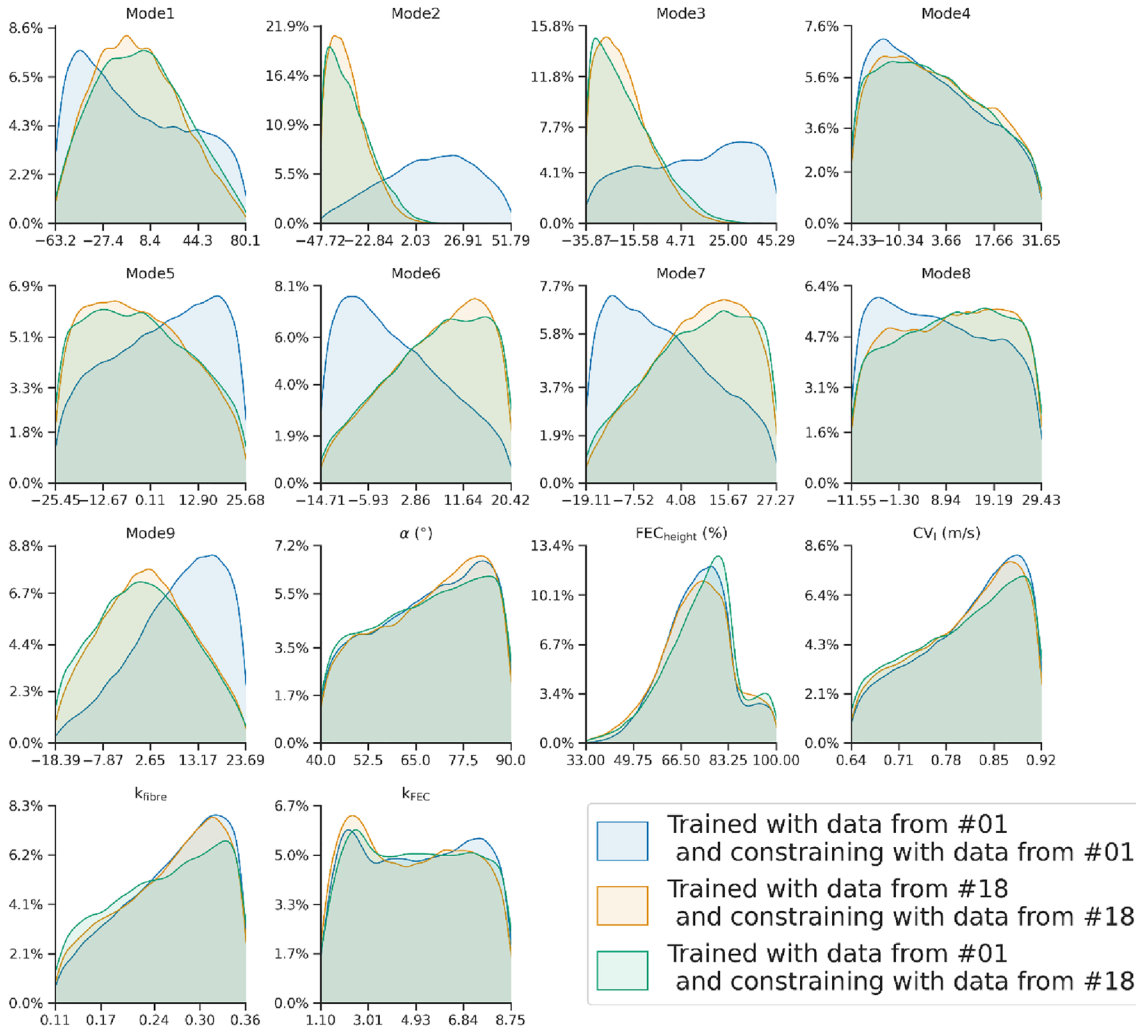 Mode1 Mode2 Mode3 Mode4
8.6% 21.9% 15.8% 7.6%
6.5% 16.4% 11.8% 5.6%
4.3% 10.9% 7.7% 3.6%
2.2% 5.5% 4.1% 2.0%
0.0% 0.0% 0.0% 0.0%
−63.2 −27.4 8.4 44.3 80.1 −47.72 −22.84 2.03 26.91 51.79 −35.87 −15.58 4.71 25.00 45.29 −24.33 −10.34 3.66 17.66 31.65
Mode5 Mode6 Mode7 Mode8
6.9% 8.1% 7.7% 6.4%
5.1% 6.0% 5.8% 4.7%
3.3% 4.0% 3.7% 3.1%
1.8% 1.9% 1.9% 1.6%
0.0% 0.0% 0.0% 0.0%
−25.45 −12.67 0.11 12.90 25.68 −14.71 −5.93 2.86 11.64 20.42 −19.11 −7.52 4.08 15.67 27.27 −11.55 −1.30 8.94 19.19 29.43
Mode9 α (°) FECheight (%) CVl (m/s)
8.8% 7.2% 13.4% 8.6%
6.7% 5.5% 10.1% 6.5%
4.4% 3.5% 6.7% 4.3%
2.3% 1.7% 3.4% 2.1%
0.0% 0.0% 0.0% 0.0%
−18.39 −7.87 2.65 13.17 23.69 40.0 52.5 65.0 77.5 90.0 33.00 49.75 66.50 83.25 100.00 0.64 0.71 0.78 0.85 0.92
kfibre kFEC
8.3% 6.7%
6.2% 5.0%
4.1% 3.3%
2.1% 1.7%
0.0% 0.0%
0.11 0.17 0.24 0.30 0.36 1.10 3.01 4.93 6.84 8.75
Trained with data from #01
and constraining with data from #01
Trained with data from #18
and constraining with data from #18
Trained with data from #01
and constraining with data from #18